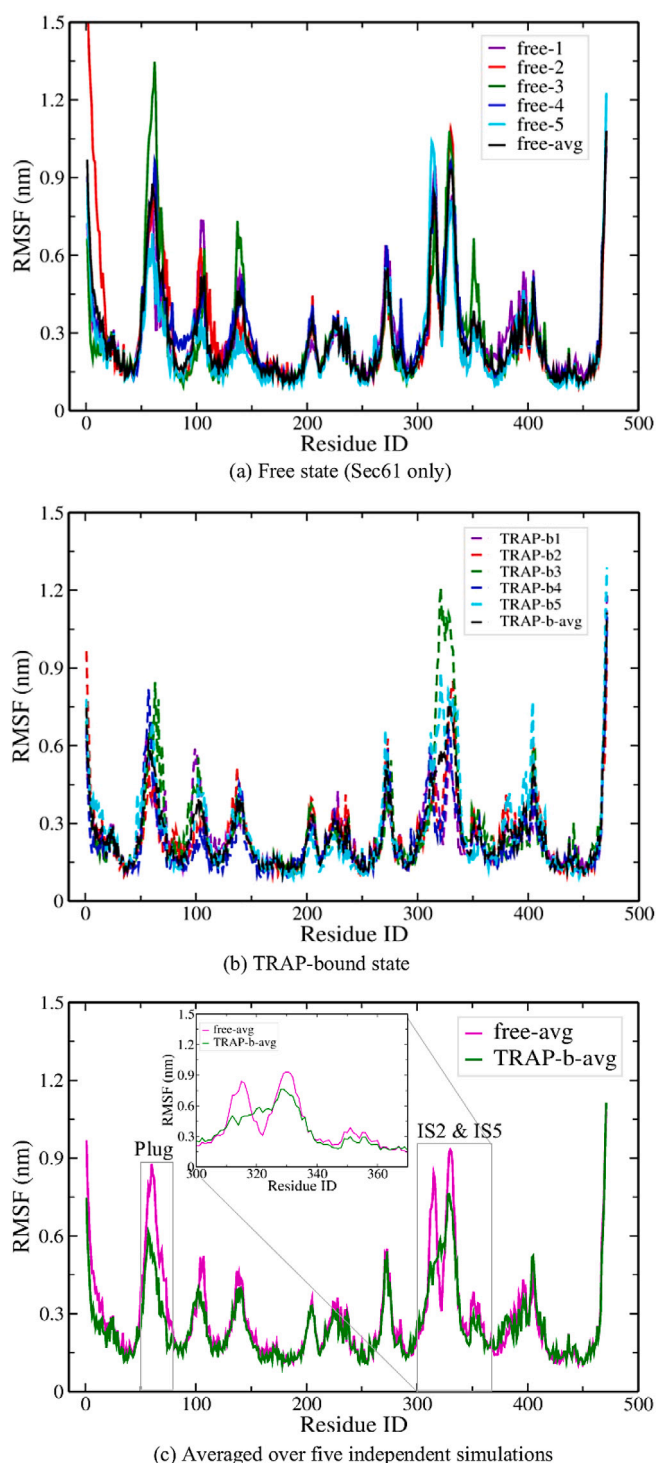 1.5
1.2
0.9
0.6
0.3
0
RMSF (nm)
free-1
free-2
free-3
free-4
free-5
free-avg
0 100 200 300 400 500
Residue ID
(a) Free state (Sec61 only)
1.5
1.2
0.9
0.6
0.3
0
RMSF (nm)
TRAP-b1
TRAP-b2
TRAP-b3
TRAP-b4
TRAP-b5
TRAP-b-avg
0 100 200 300 400 500
Residue ID
(b) TRAP-bound state
1.5
1.2
0.9
0.6
0.3
0
RMSF (nm)
1.5
1.2
0.9
0.6
0.3
0
RMSF (nm)
free-avg
TRAP-b-avg
300 320 340 360
Residue ID
free-avg
TRAP-b-avg
Plug
IS2 & IS5
0 100 200 300 400 500
Residue ID
(c) Averaged over five independent simulations